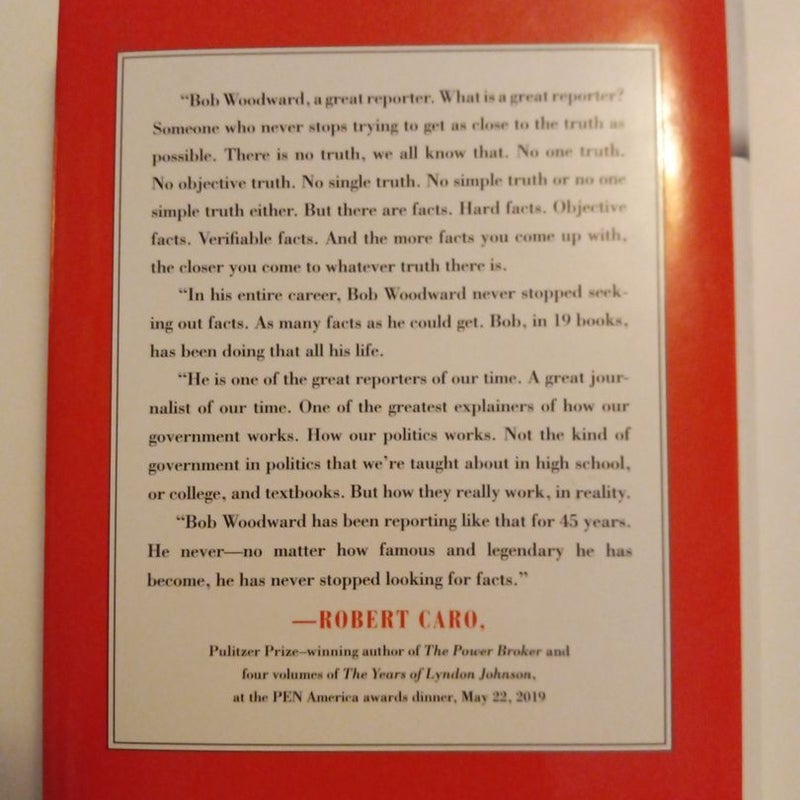 “Bob Woodward, a great reporter. What is a great reporter?
Someone who never stops trying to get as close to the truth as
possible. There is no truth, we all know that. No one truth.
No objective truth. No single truth. No simple truth or no one
simple truth either. But there are facts. Hard facts. Objective
facts. Verifiable facts. And the more facts you come up with,
the closer you come to whatever truth there is.
“In his entire career, Bob Woodward never stopped seek-
ing out facts. As many facts as he could get. Bob, in 19 books,
has been doing that all his life.
“He is one of the great reporters of our time. A great jour-
nalist of our time. One of the greatest explainers of how our
government works. How our politics works. Not the kind of
government in politics that we’re taught about in high school,
or college, and textbooks. But how they really work, in reality.
“Bob Woodward has been reporting like that for 45 years.
He never—no matter how famous and legendary he has
become, he has never stopped looking for facts.”
—ROBERT CARO,
Pulitzer Prize–winning author of The Power Broker and
four volumes of The Years of Lyndon Johnson,
at the PEN America awards dinner, May 22, 2019